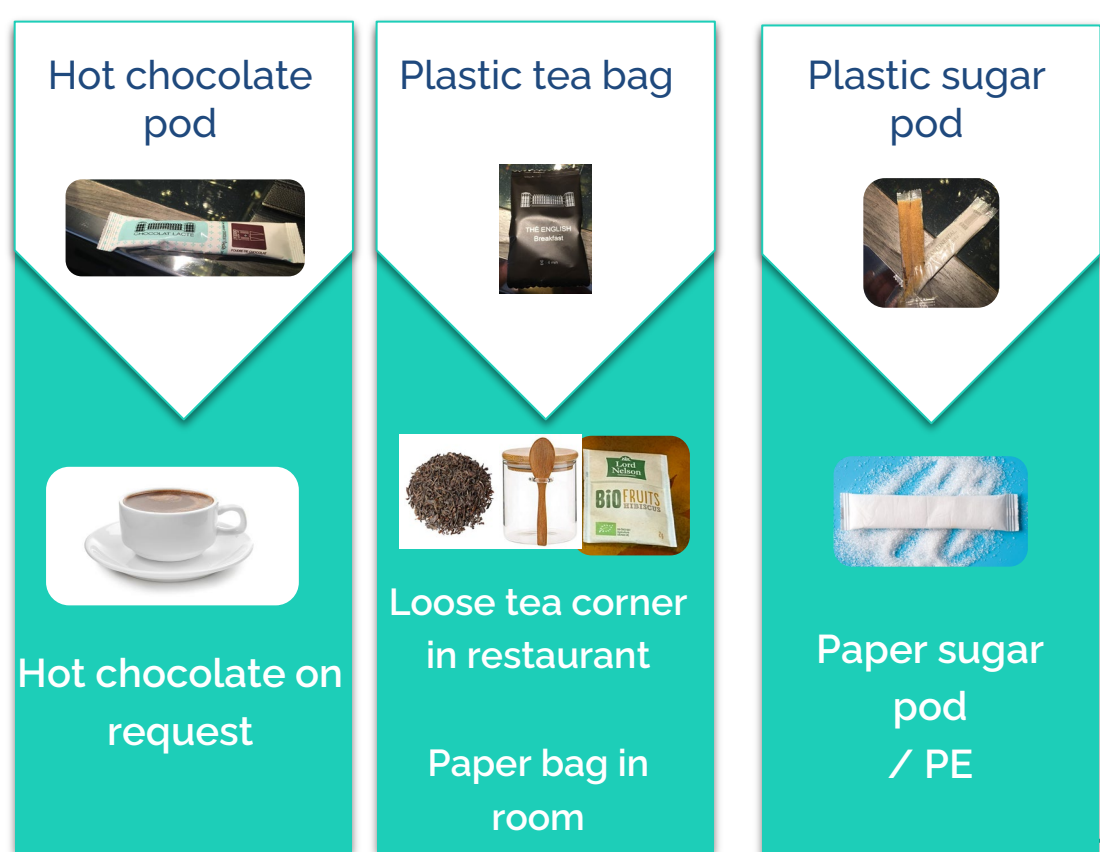 Hot chocolate
pod
CHOCOLAT LACTÉ
Hot chocolate on
request
Plastic tea bag
THE ENGLISH
Breakfast
Lord
Nelson
BIO FRUITS
HIBISCUS
Loose tea corner
in restaurant
Paper bag in
room
Plastic sugar
pod
Paper sugar
pod
/ PE